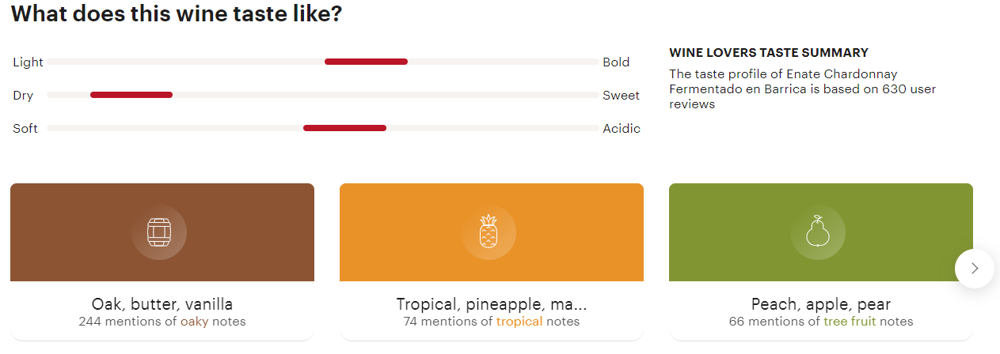 What does this wine taste like?
Light Bold
Dry Sweet
Soft Acidic
WINE LOVERS TASTE SUMMARY
The taste profile of Enate Chardonnay
Fermentado en Barrica is based on 630 user
reviews
Oak, butter, vanilla
244 mentions of oaky notes
Tropical, pineapple, ma...
74 mentions of tropical notes
Peach, apple, pear
66 mentions of tree fruit notes